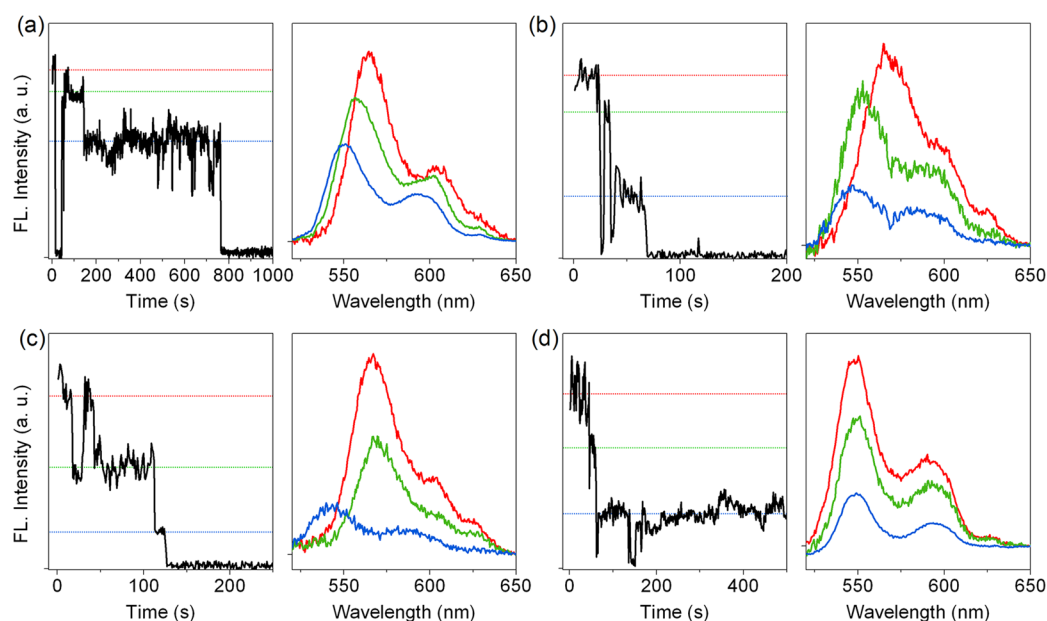 (a)
FL. Intensity (a. u.)
0 200 400 600 800 1000
Time (s)
550 600 650
Wavelength (nm)
(b)
0 100 200
Time (s)
550 600 650
Wavelength (nm)
(c)
FL. Intensity (a. u.)
0 100 200
Time (s)
550 600 650
Wavelength (nm)
(d)
0 200 400
Time (s)
550 600 650
Wavelength (nm)